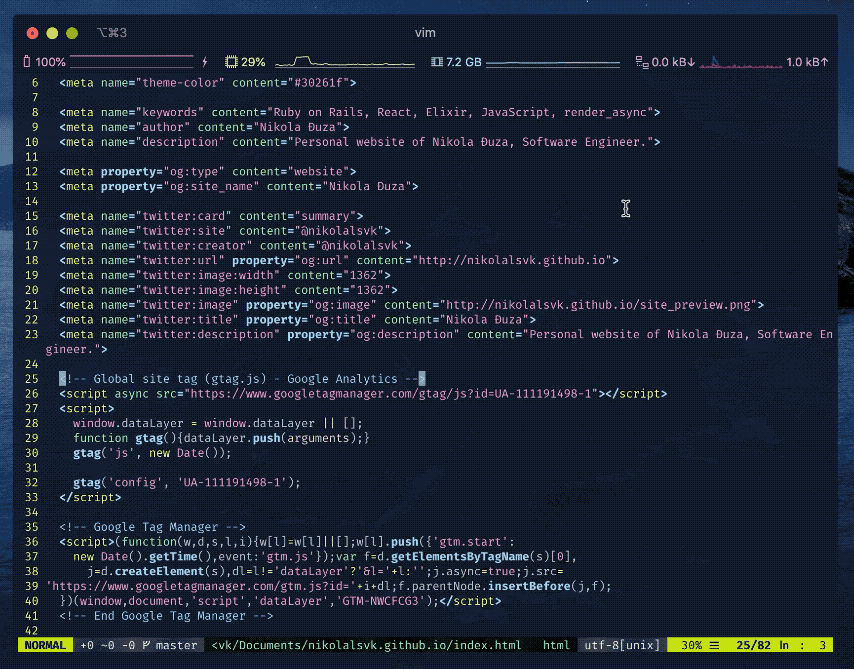 ⌥⌘3 vim
100% 29% 7.2 GB 0.0 kB↓ 1.0 kB↑
6 <meta name="theme-color" content="#30261f">
7
8 <meta name="keywords" content="Ruby on Rails, React, Elixir, JavaScript, render_async">
9 <meta name="author" content="Nikola Đuza">
10 <meta name="description" content="Personal website of Nikola Đuza, Software Engineer.">
11
12 <meta property="og:type" content="website">
13 <meta property="og:site_name" content="Nikola Đuza">
14
15 <meta name="twitter:card" content="summary">
16 <meta name="twitter:site" content="@nikolalsvk">
17 <meta name="twitter:creator" content="@nikolalsvk">
18 <meta name="twitter:url" property="og:url" content="http://nikolalsvk.github.io">
19 <meta name="twitter:image:width" content="1362">
20 <meta name="twitter:image:height" content="1362">
21 <meta name="twitter:image" property="og:image" content="http://nikolalsvk.github.io/site_preview.png">
22 <meta name="twitter:title" property="og:title" content="Nikola Đuza">
23 <meta name="twitter:description" property="og:description" content="Personal website of Nikola Đuza, Software En
gineer.">
24
25 <!-- Global site tag (gtag.js) - Google Analytics -->
26 <script async src="https://www.googletagmanager.com/gtag/js?id=UA-111191498-1"></script>
27 <script>
28 window.dataLayer = window.dataLayer || [];
29 function gtag(){dataLayer.push(arguments);}
30 gtag('js', new Date());
31
32 gtag('config', 'UA-111191498-1');
33 </script>
34
35 <!-- Google Tag Manager -->
36 <script>(function(w,d,s,l,i){w[l]=w[l]||[];w[l].push({'gtm.start':
37 new Date().getTime(),event:'gtm.js'});var f=d.getElementsByTagName(s)[0],
38 j=d.createElement(s),dl=l!='dataLayer'?'&l='+l:'';j.async=true;j.src=
39 'https://www.googletagmanager.com/gtm.js?id='+i+dl;f.parentNode.insertBefore(j,f);
40 })(window,document,'script','dataLayer','GTM-NWCFCG3');</script>
41 <!-- End Google Tag Manager -->
42
NORMAL +0 ~0 -0 master <vk/Documents/nikolalsvk.github.io/index.html html utf-8[unix] 30% ☰ 25/82 ln : 3